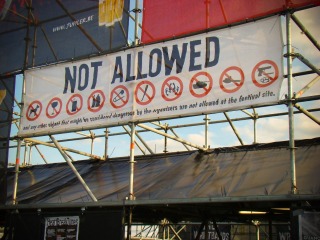 NOT ALLOWED
and any other object that might be considered dangerous by the organisers are not allowed at the festival site.